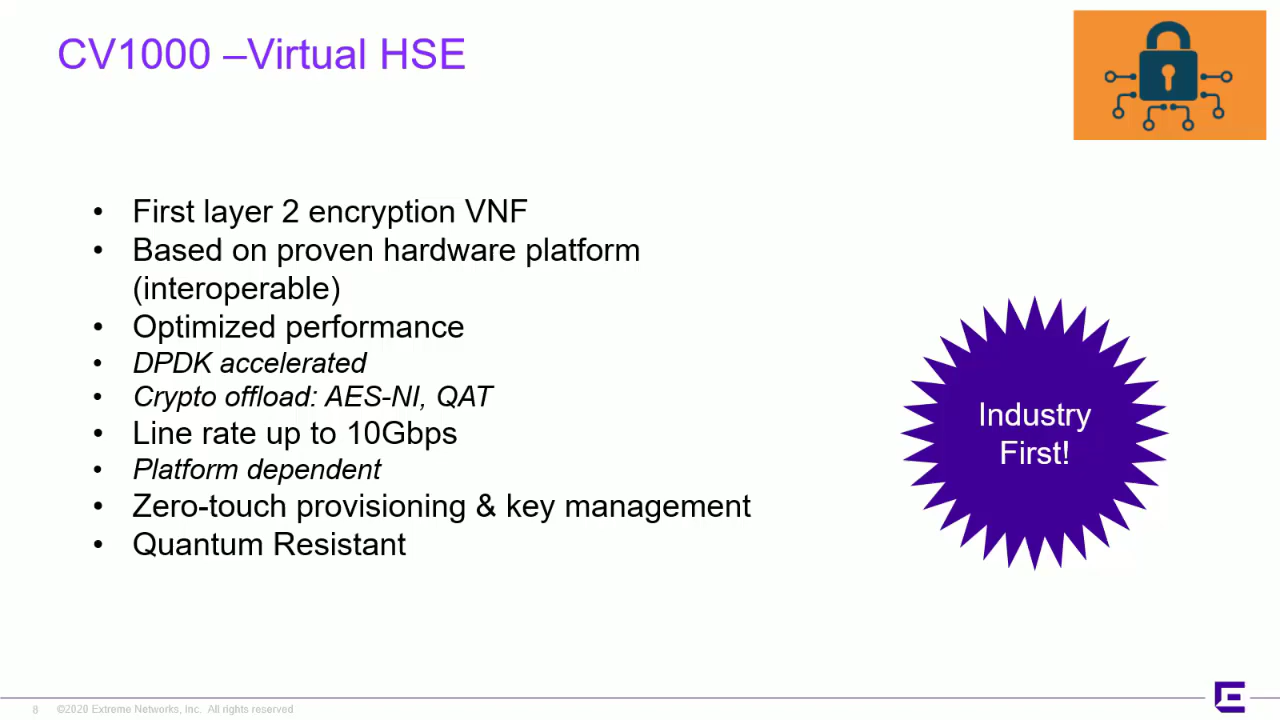 CV1000 –Virtual HSE
• First layer 2 encryption VNF
• Based on proven hardware platform
(interoperable)
• Optimized performance
• DPDK accelerated
• Crypto offload: AES-NI, QAT
• Line rate up to 10Gbps
• Platform dependent
• Zero-touch provisioning & key management
• Quantum Resistant
Industry
First!
8 ©2020 Extreme Networks, Inc. All rights reserved